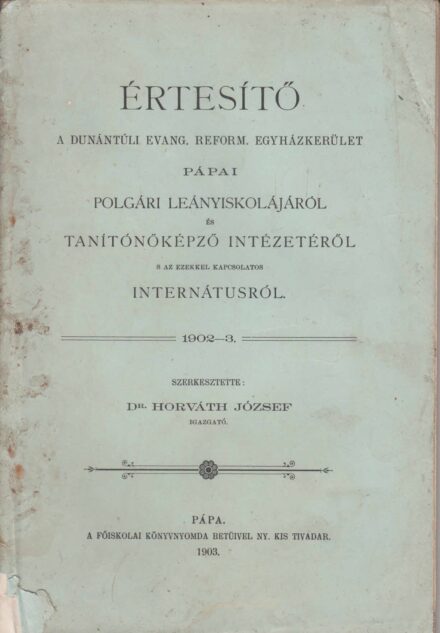 ÉRTESÍTŐ
A DUNÁNTÚLI EVANG. REFORM. EGYHÁZKERÜLET
PÁPAI
POLGÁRI LEÁNYISKOLÁJÁRÓL
ÉS
TANÍTÓNŐKÉPZŐ INTÉZETÉRŐL
S AZ EZEKKEL KAPCSOLATOS
INTERNÁTUSRÓL.
1902—3.
SZERKESZTETTE:
DR. HORVÁTH JÓZSEF
IGAZGATÓ.
PÁPA.
A FŐISKOLAI KÖNYVNYOMDA BETŰIVEL NY. KIS TIVADAR.
1903.